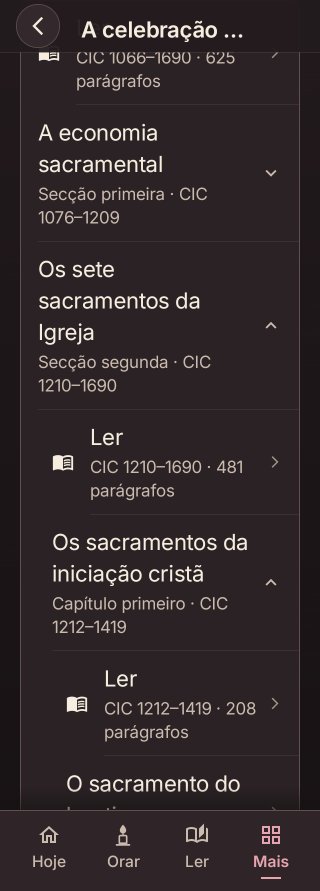 A celebração ...
CIC 1066–1690 · 625
parágrafos
A economia
sacramental
Secção primeira · CIC
1076–1209
Os sete
sacramentos da
Igreja
Secção segunda · CIC
1210–1690
Ler
CIC 1210–1690 · 481
parágrafos
Os sacramentos da
iniciação cristã
Capítulo primeiro · CIC
1212–1419
Ler
CIC 1212–1419 · 208
parágrafos
O sacramento do
Hoje
Orar
Ler
Mais